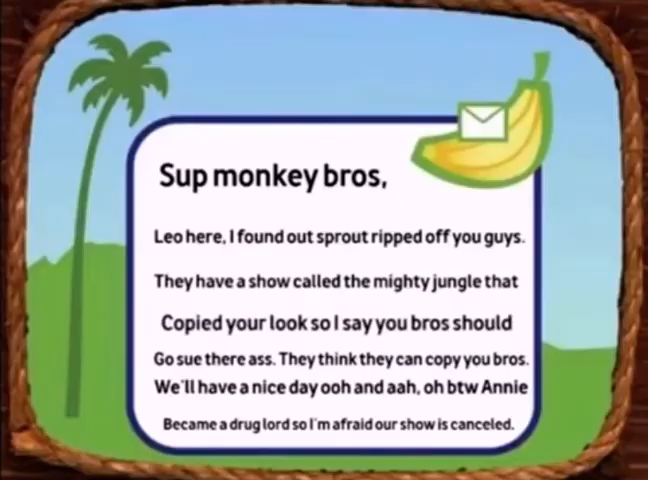 Sup monkey bros,
Leo here, I found out sprout ripped off you guys.
They have a show called the mighty jungle that
Copied your look so I say you bros should
Go sue there ass. They think they can copy you bros.
We'll have a nice day ooh and aah, oh btw Annie
Became a drug lord so I'm afraid our show is canceled.